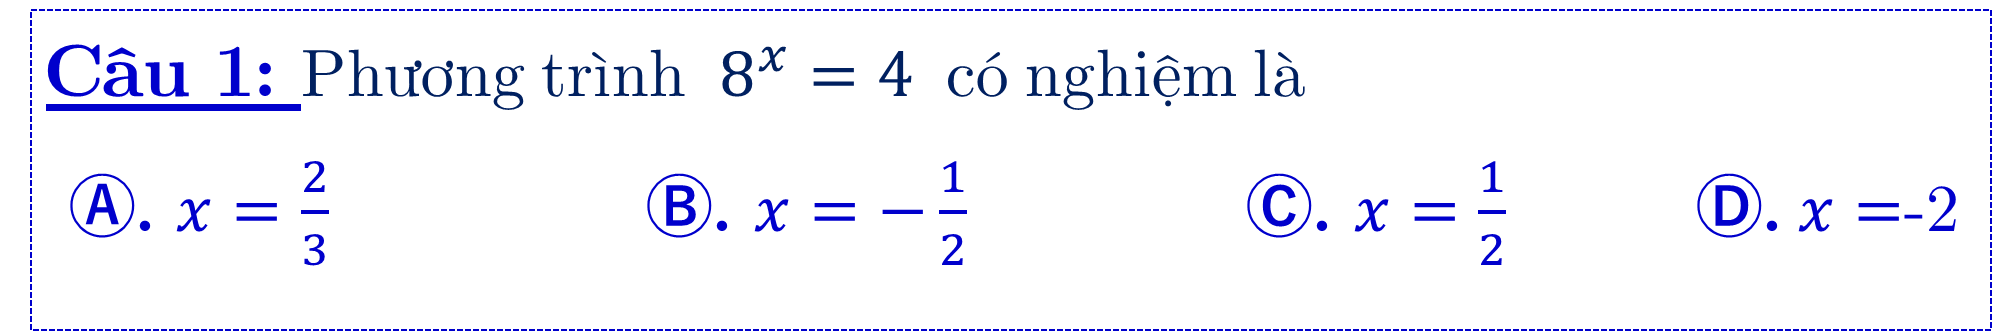 Câu 1: Phương trình 8^x = 4 có nghiệm là
Ⓐ. x = 2/3 Ⓑ. x = −1/2 Ⓒ. x = 1/2 Ⓓ. x =-2